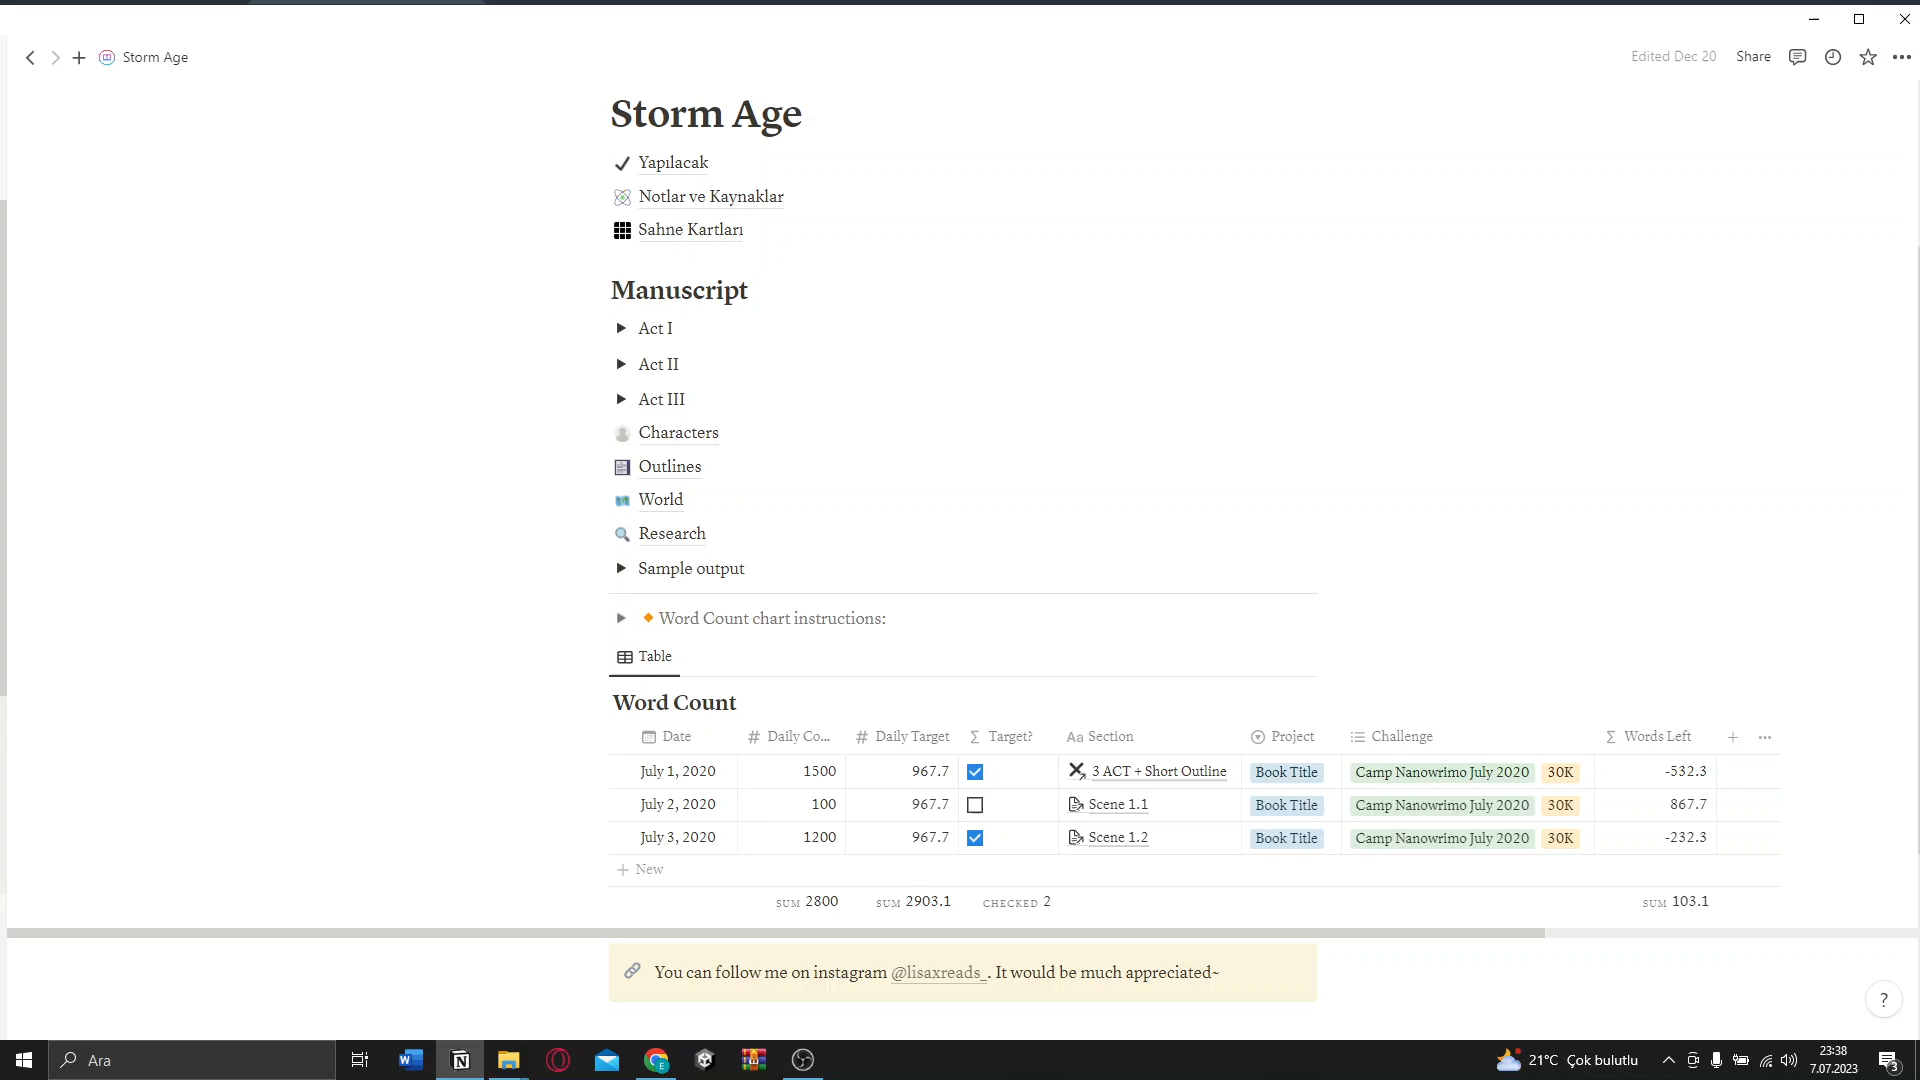 Storm Age
Edited Dec 20 Share
Storm Age
Yapılacak
Notlar ve Kaynaklar
Sahne Kartları
Manuscript
Act I
Act II
Act III
Characters
Outlines
World
Research
Sample output
Word Count chart instructions:
Table
Word Count
Date # Daily Co... # Daily Target Σ Target? Aa Section Project Challenge Σ Words Left + ...
July 1, 2020 1500 967.7 3 ACT + Short Outline Book Title Camp Nanowrimo July 2020 30K -532.3
July 2, 2020 100 967.7 Scene 1.1 Book Title Camp Nanowrimo July 2020 30K 867.7
July 3, 2020 1200 967.7 Scene 1.2 Book Title Camp Nanowrimo July 2020 30K -232.3
+ New
SUM 2800 SUM 2903.1 CHECKED 2 SUM 103.1
You can follow me on instagram @lisaxreads_. It would be much appreciated~
?
Ara 21°C Çok bulutlu 23:38
7.07.2023 3